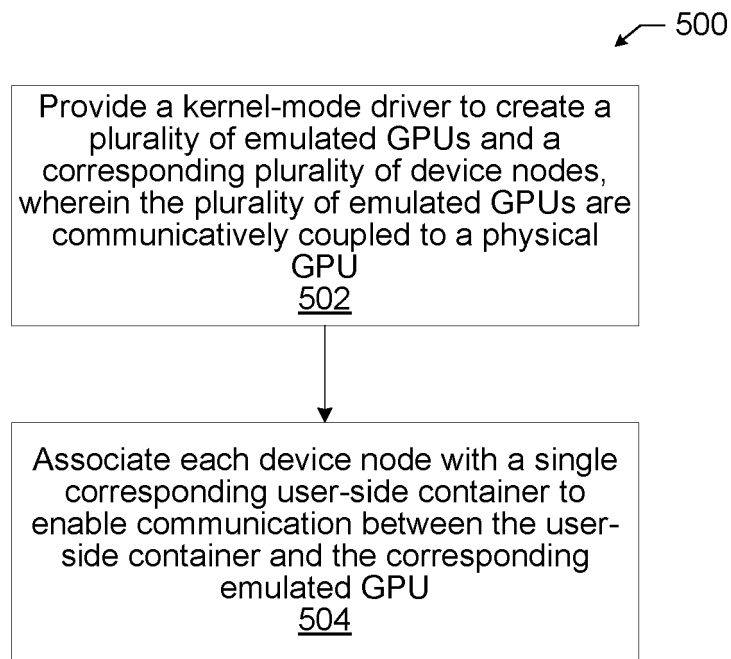 500
Provide a kernel-mode driver to create a
plurality of emulated GPUs and a
corresponding plurality of device nodes,
wherein the plurality of emulated GPUs are
communicatively coupled to a physical
GPU
502
Associate each device node with a single
corresponding user-side container to
enable communication between the user-
side container and the corresponding
emulated GPU
504